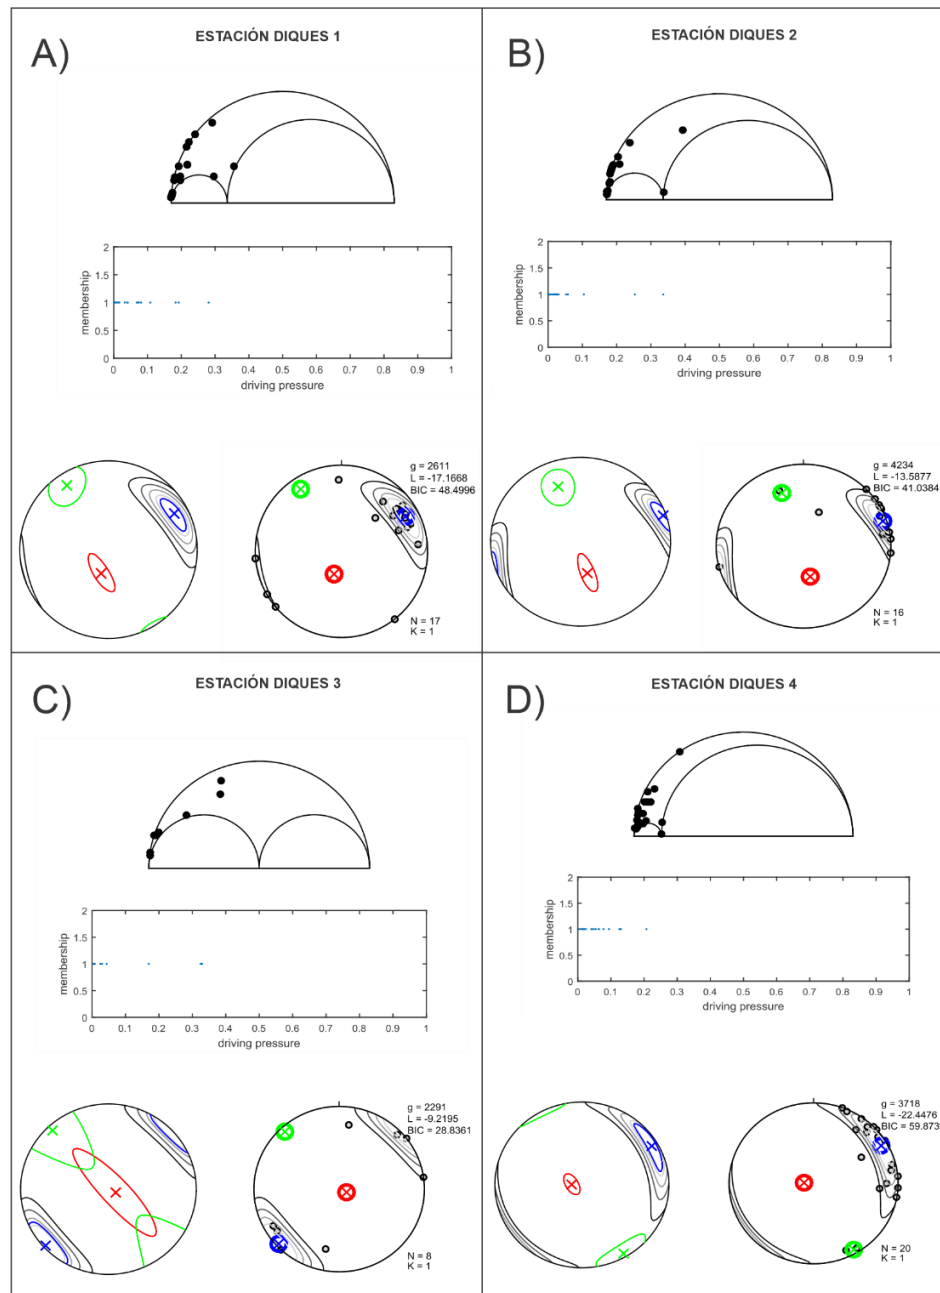 A)
ESTACIÓN DIQUES 1
2
1.5
1
0.5
0
membership
0 0.1 0.2 0.3 0.4 0.5 0.6 0.7 0.8 0.9 1
driving pressure
g = 2611
L = -17.1668
BIC = 48.4996
N = 17
K = 1
B)
ESTACIÓN DIQUES 2
2
1.5
1
0.5
0
membership
0 0.1 0.2 0.3 0.4 0.5 0.6 0.7 0.8 0.9 1
driving pressure
g = 4234
L = -13.5877
BIC = 41.0384
N = 16
K = 1
C)
ESTACIÓN DIQUES 3
2
1.5
1
0.5
0
membership
0 0.1 0.2 0.3 0.4 0.5 0.6 0.7 0.8 0.9 1
driving pressure
g = 2291
L = -9.2195
BIC = 28.8361
N = 8
K = 1
D)
ESTACIÓN DIQUES 4
2
1.5
1
0.5
0
membership
0 0.1 0.2 0.3 0.4 0.5 0.6 0.7 0.8 0.9 1
driving pressure
g = 3718
L = -22.4476
BIC = 59.8739
N = 20
K = 1